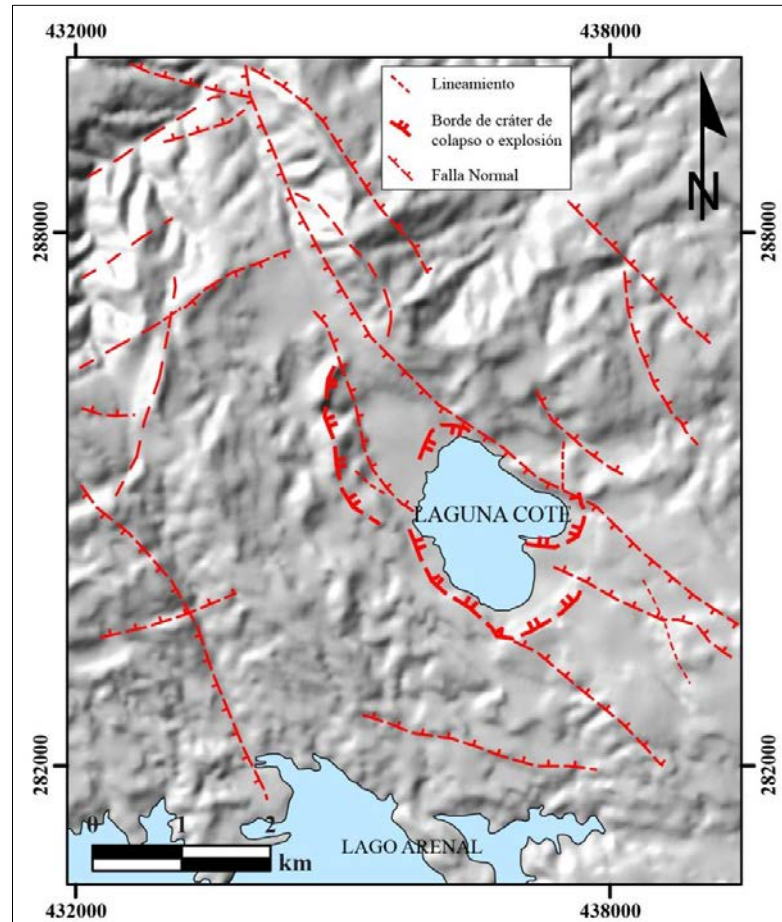 432000
438000
Lineamiento
Borde de cráter de
colapso o explosión
Falla Normal
N
288000
288000
LAGUNA COTE
282000
282000
0
1
2
km
LAGO ARENAL
432000
438000